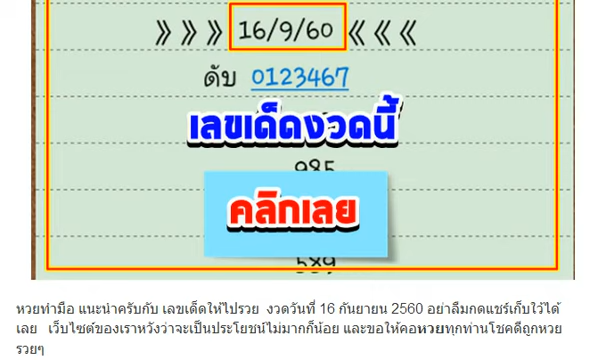 》》》 16/9/60 《《《
ดับ 0123467
เลขเด็ดงวดนี้
985
คลิกเลย
589
หวยทำมือ แนะนำครับกับ เลขเด็ดให้ไปรวย งวดวันที่ 16 กันยายน 2560 อย่าลืมกดแชร์เก็บใว้ได้
เลย เว็บไซต์ของเราหวังว่าจะเป็นประโยชน์ไม่มากก็น้อย และขอให้คอหวยทุกท่านโชคดีถูกหวย
รวยๆ